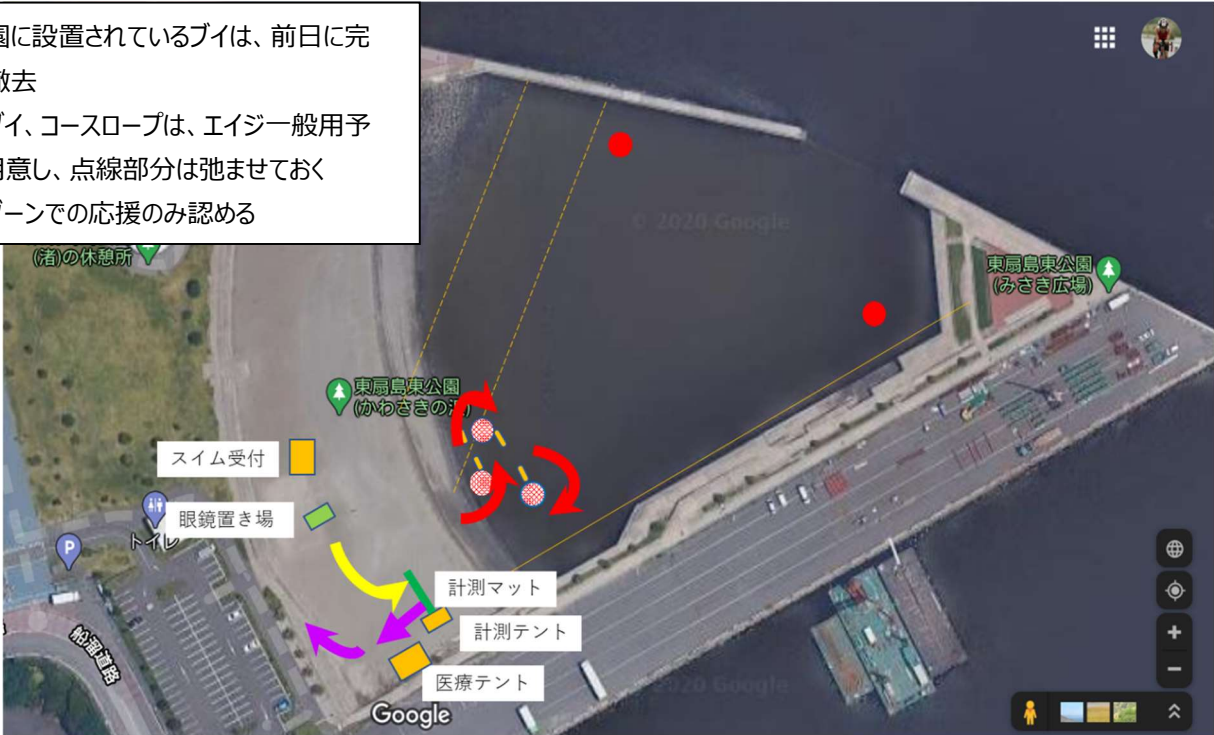 園に設置されているブイは、前日に完
撤去
ブイ、コースロープは、エイジ一般用予
用意し、点線部分は弛ませておく
ゾーンでの応援のみ認める
(渚)の休憩所
© 2020 Google
東扇島東公園
(みさき広場)
東扇島東公園
(かわさきの浜)
スイム受付
眼鏡置き場
トイレ
P
計測マット
計測テント
医療テント
船溜道路
2020 Google
Google